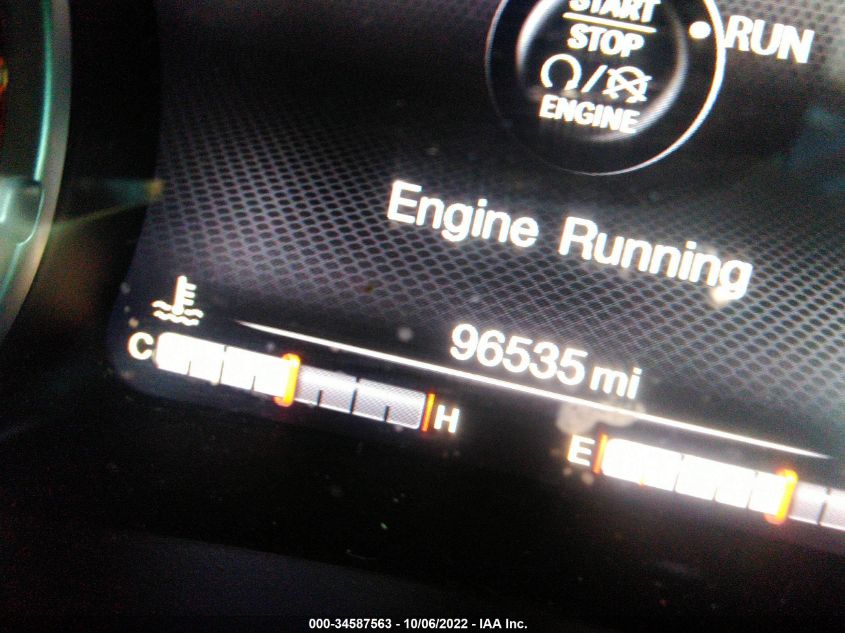 START
STOP
RUN
ENGINE
Engine Running
96535 mi
C
H
E
000-34587563 - 10/06/2022 - IAA Inc.